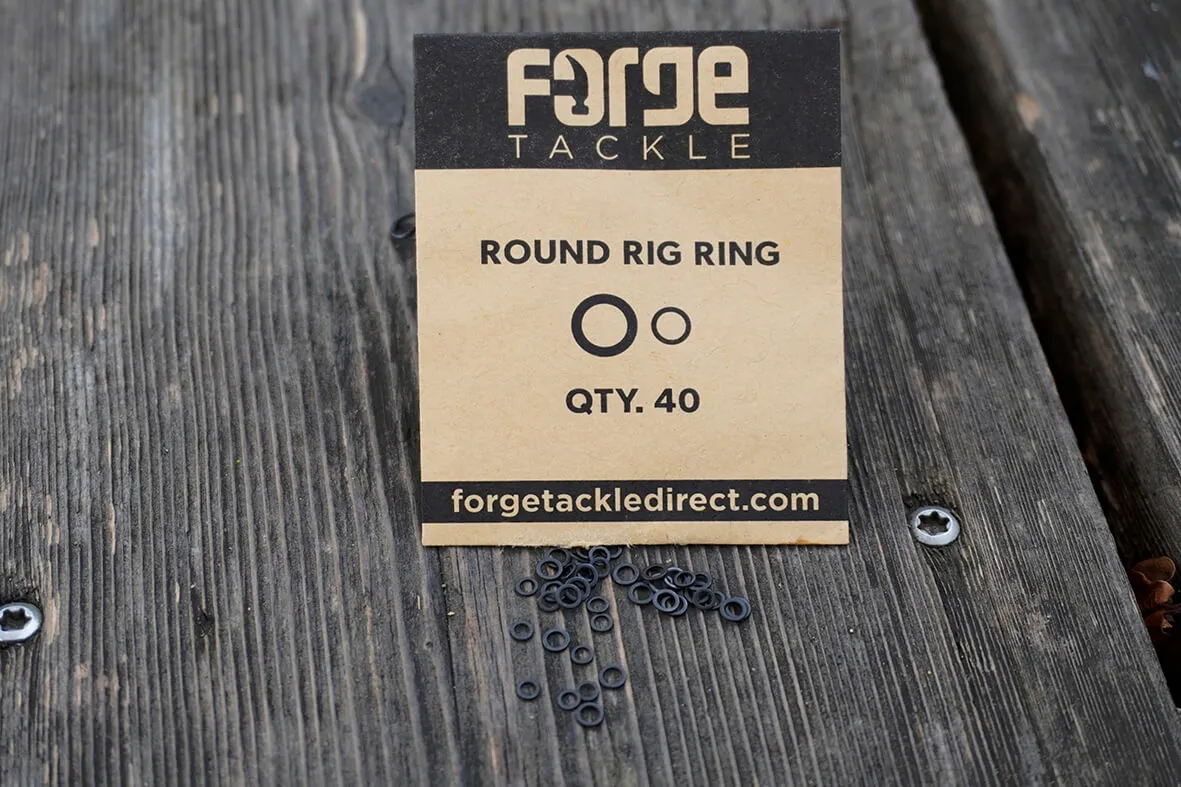 Forge
TACKLE
ROUND RIG RING
QTY. 40
forgetackledirect.com